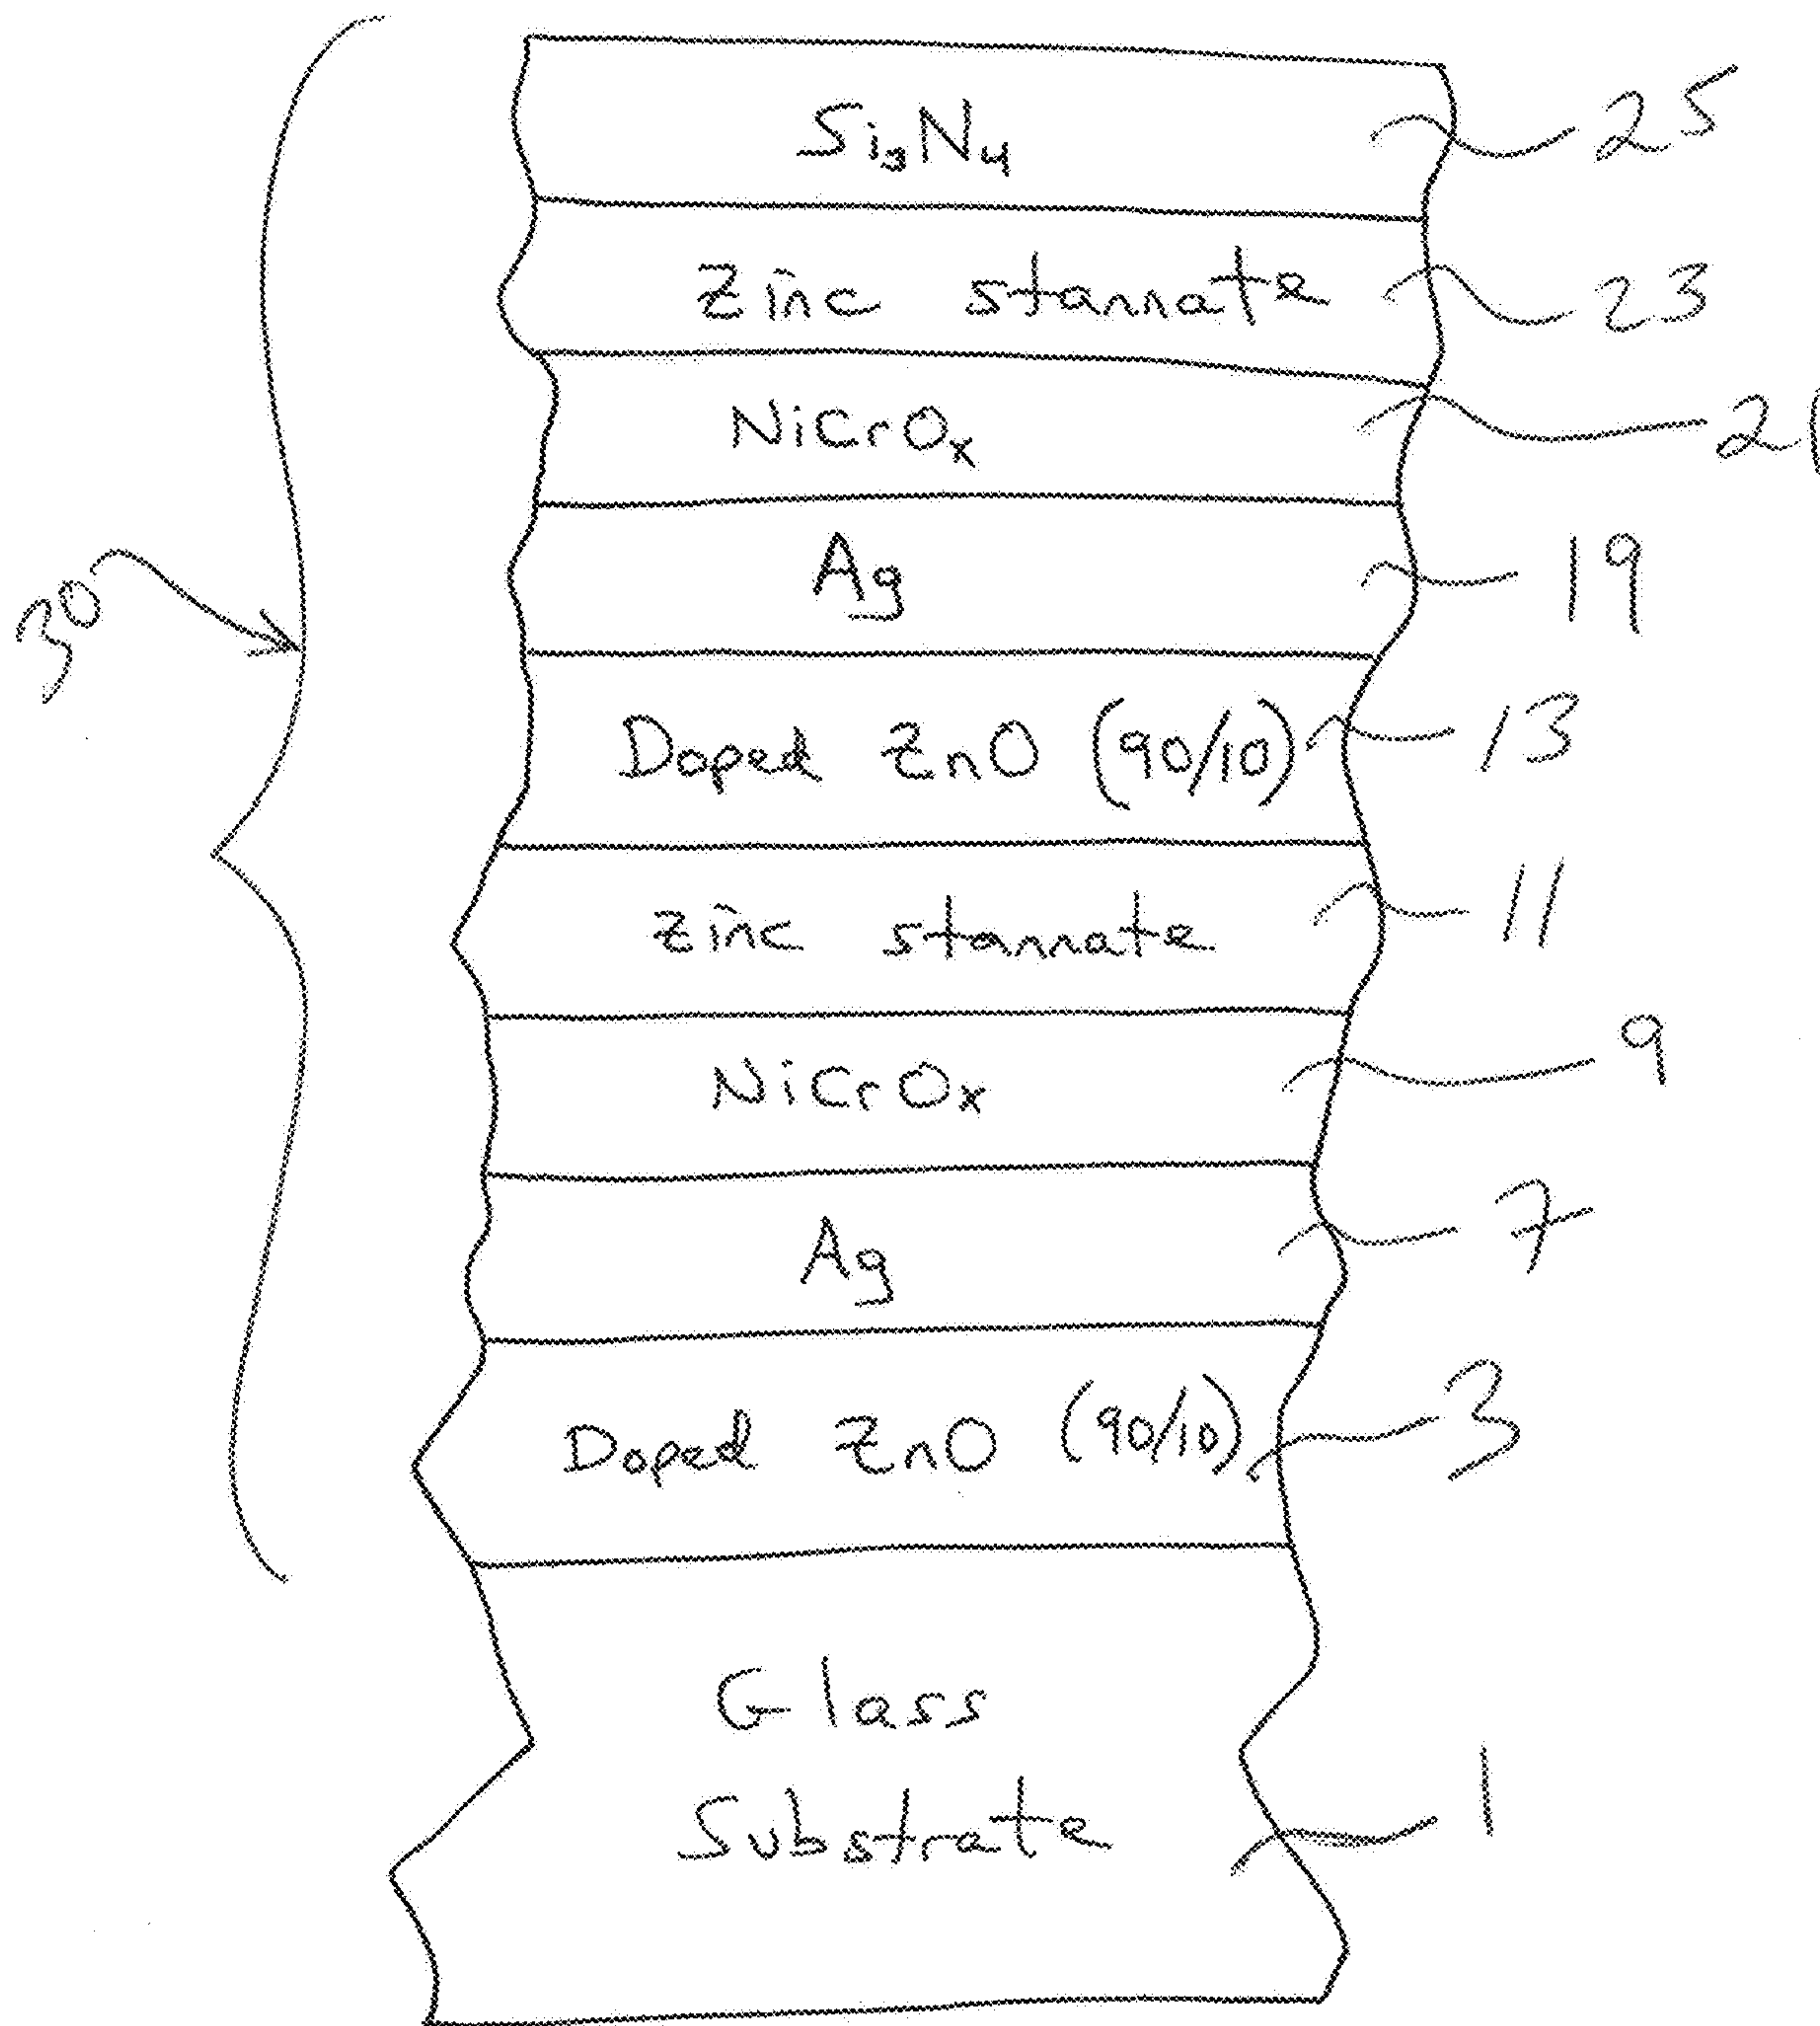 Si₃N₄ 25
Zinc stannate 23
NiCrOₓ 21
Ag 19
30
Doped ZnO (90/10) 13
Zinc stannate 11
NiCrOₓ 9
Ag 7
Doped ZnO (90/10) 3
Glass
Substrate 1